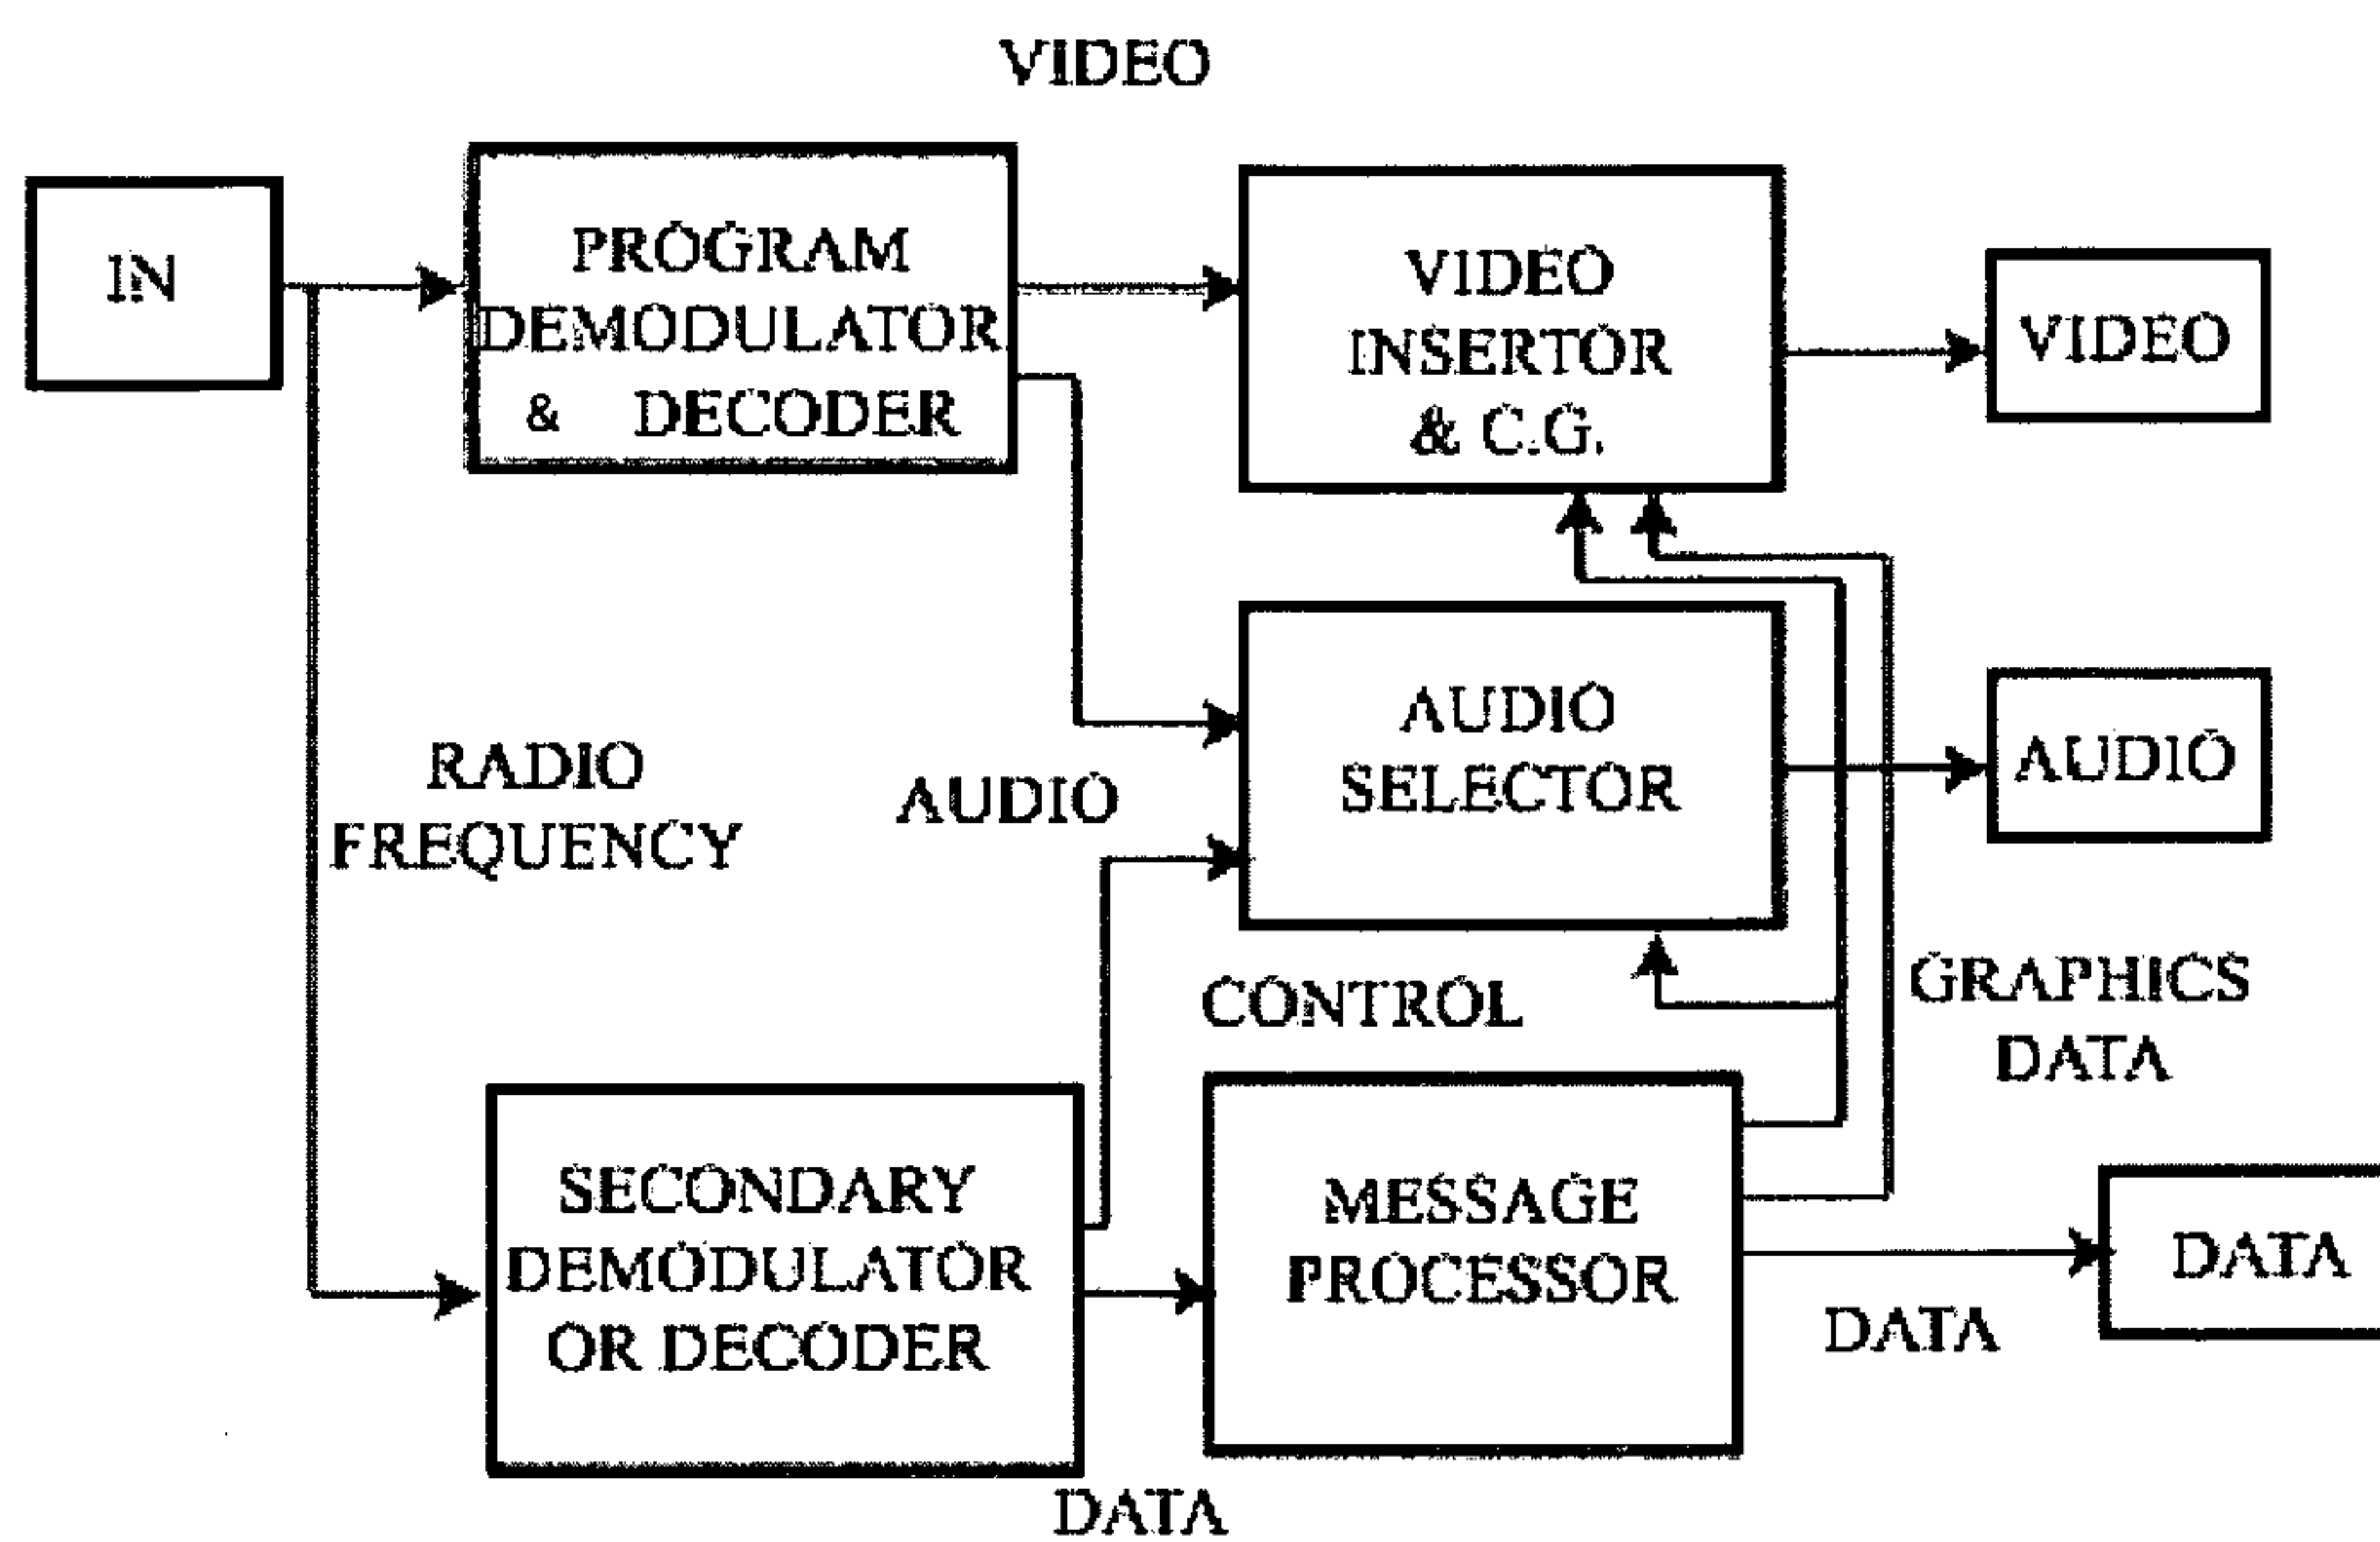 VIDEO
IN
PROGRAM
DEMODULATOR
& DECODER
VIDEO
INSERTOR
& C.G.
VIDEO
RADIO
FREQUENCY
AUDIO
AUDIO
SELECTOR
AUDIO
CONTROL
GRAPHICS
DATA
SECONDARY
DEMODULATOR
OR DECODER
MESSAGE
PROCESSOR
DATA
DATA
DATA